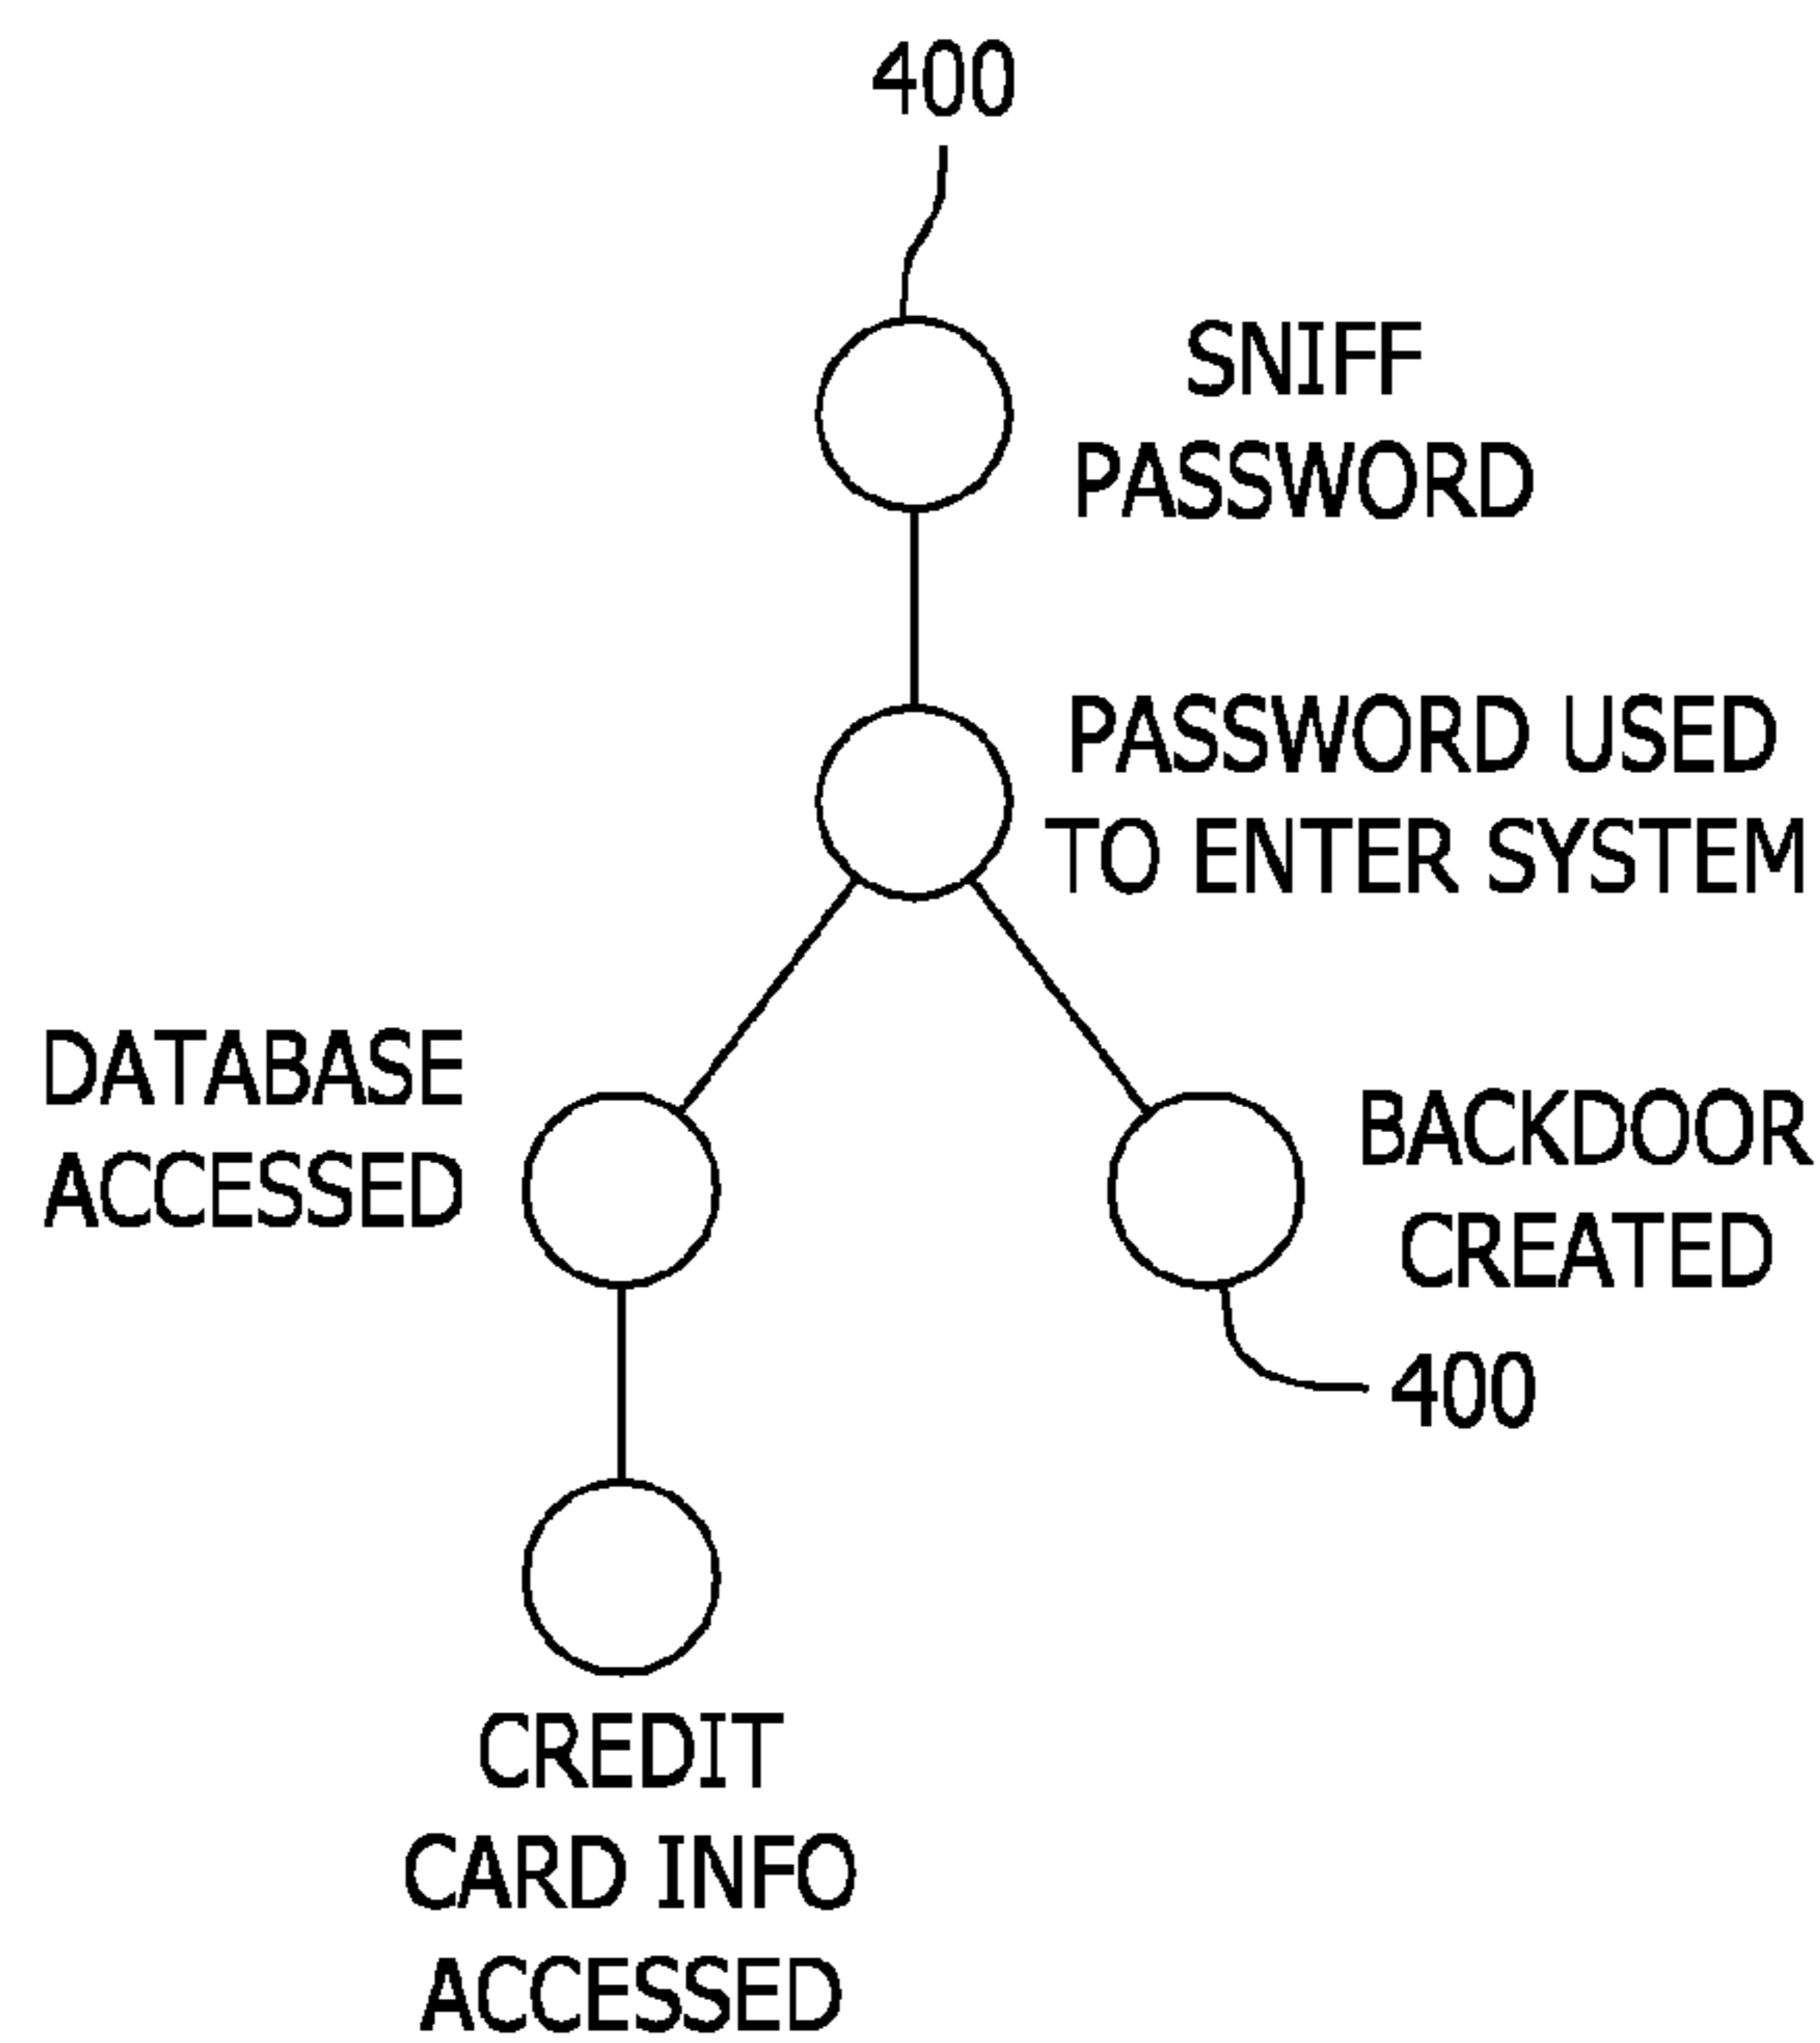 400
SNIFF
PASSWORD
PASSWORD USED
TO ENTER SYSTEM
DATABASE
ACCESSED
BACKDOOR
CREATED
400
CREDIT
CARD INFO
ACCESSED